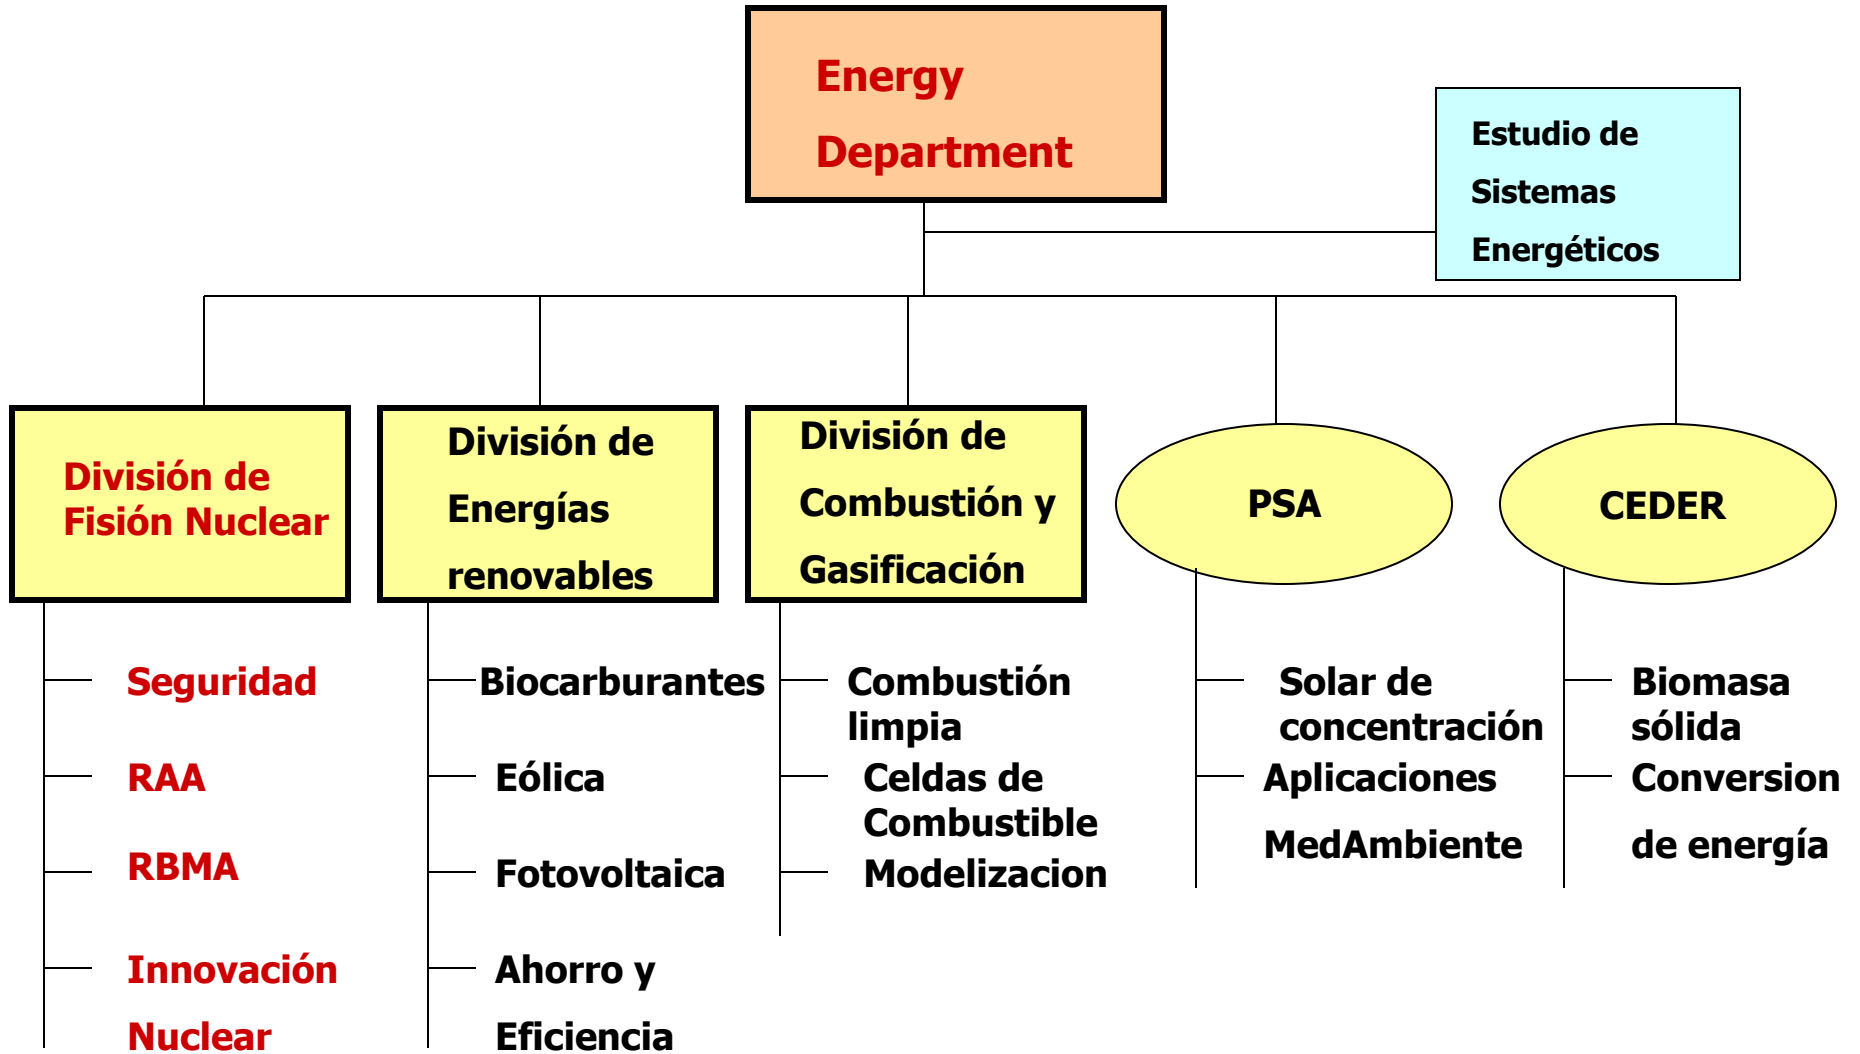 Energy
Department
Estudio de
Sistemas
Energéticos
División de
Fisión Nuclear
División de
Energías
renovables
División de
Combustión y
Gasificación
PSA
CEDER
Seguridad
RAA
RBMA
Innovación
Nuclear
Biocarburantes
Eólica
Fotovoltaica
Ahorro y
Eficiencia
Combustión
limpia
Celdas de
Combustible
Modelizacion
Solar de
concentración
Aplicaciones
MedAmbiente
Biomasa
sólida
Conversion
de energía